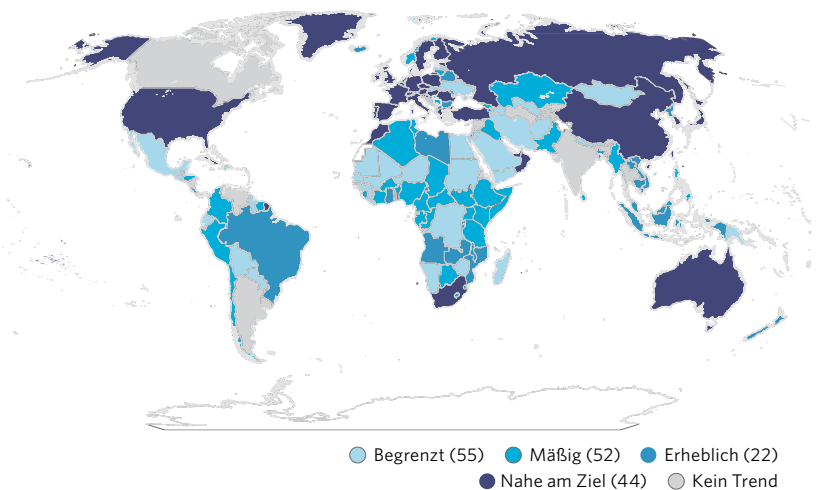 Begrenzt (55) Mäßig (52) Erheblich (22)
Nahe am Ziel (44) Kein Trend